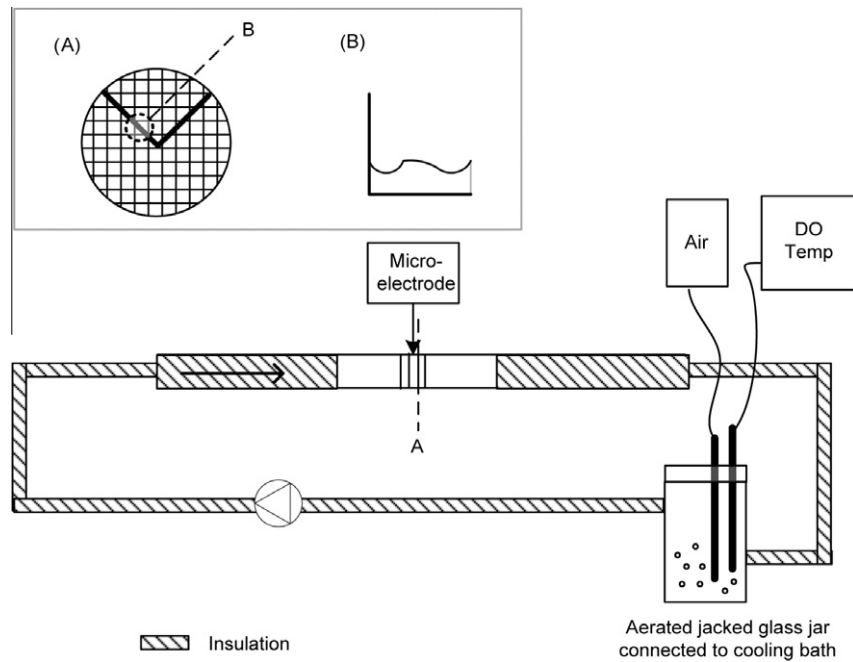 (A)
B
(B)
Micro-
electrode
Air
DO
Temp
A
Insulation
Aerated jacked glass jar
connected to cooling bath